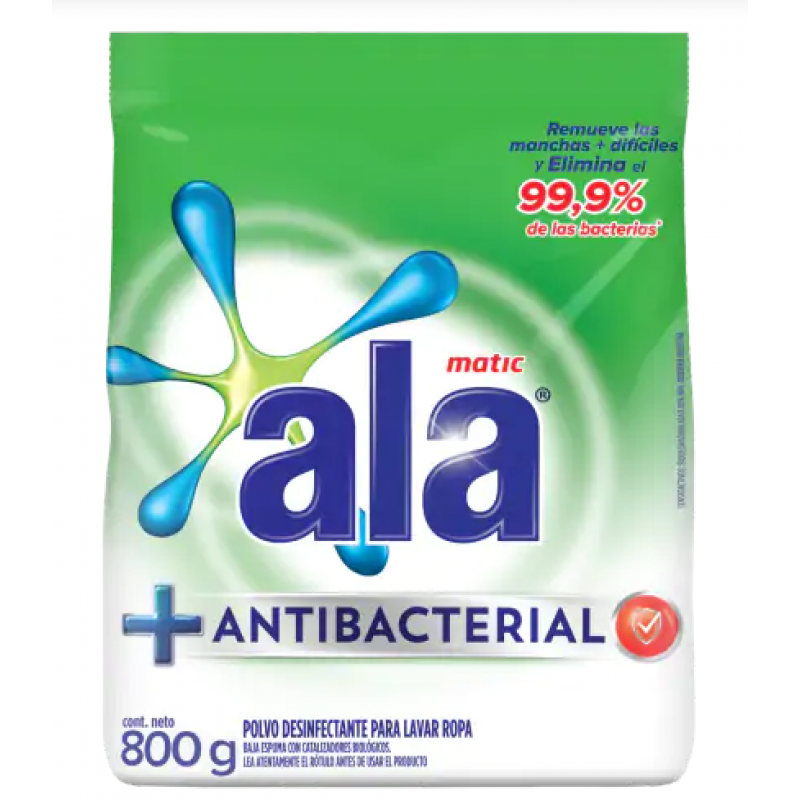 Remueve las
manchas + difíciles
y Elimina el
99,9%
de las bacterias*
matic
ala®
+ ANTIBACTERIAL
cont. neto
800 g
POLVO DESINFECTANTE PARA LAVAR ROPA
BAJA ESPUMA CON CATALIZADORES BIOLÓGICOS.
LEA ATENTAMENTE EL RÓTULO ANTES DE USAR EL PRODUCTO